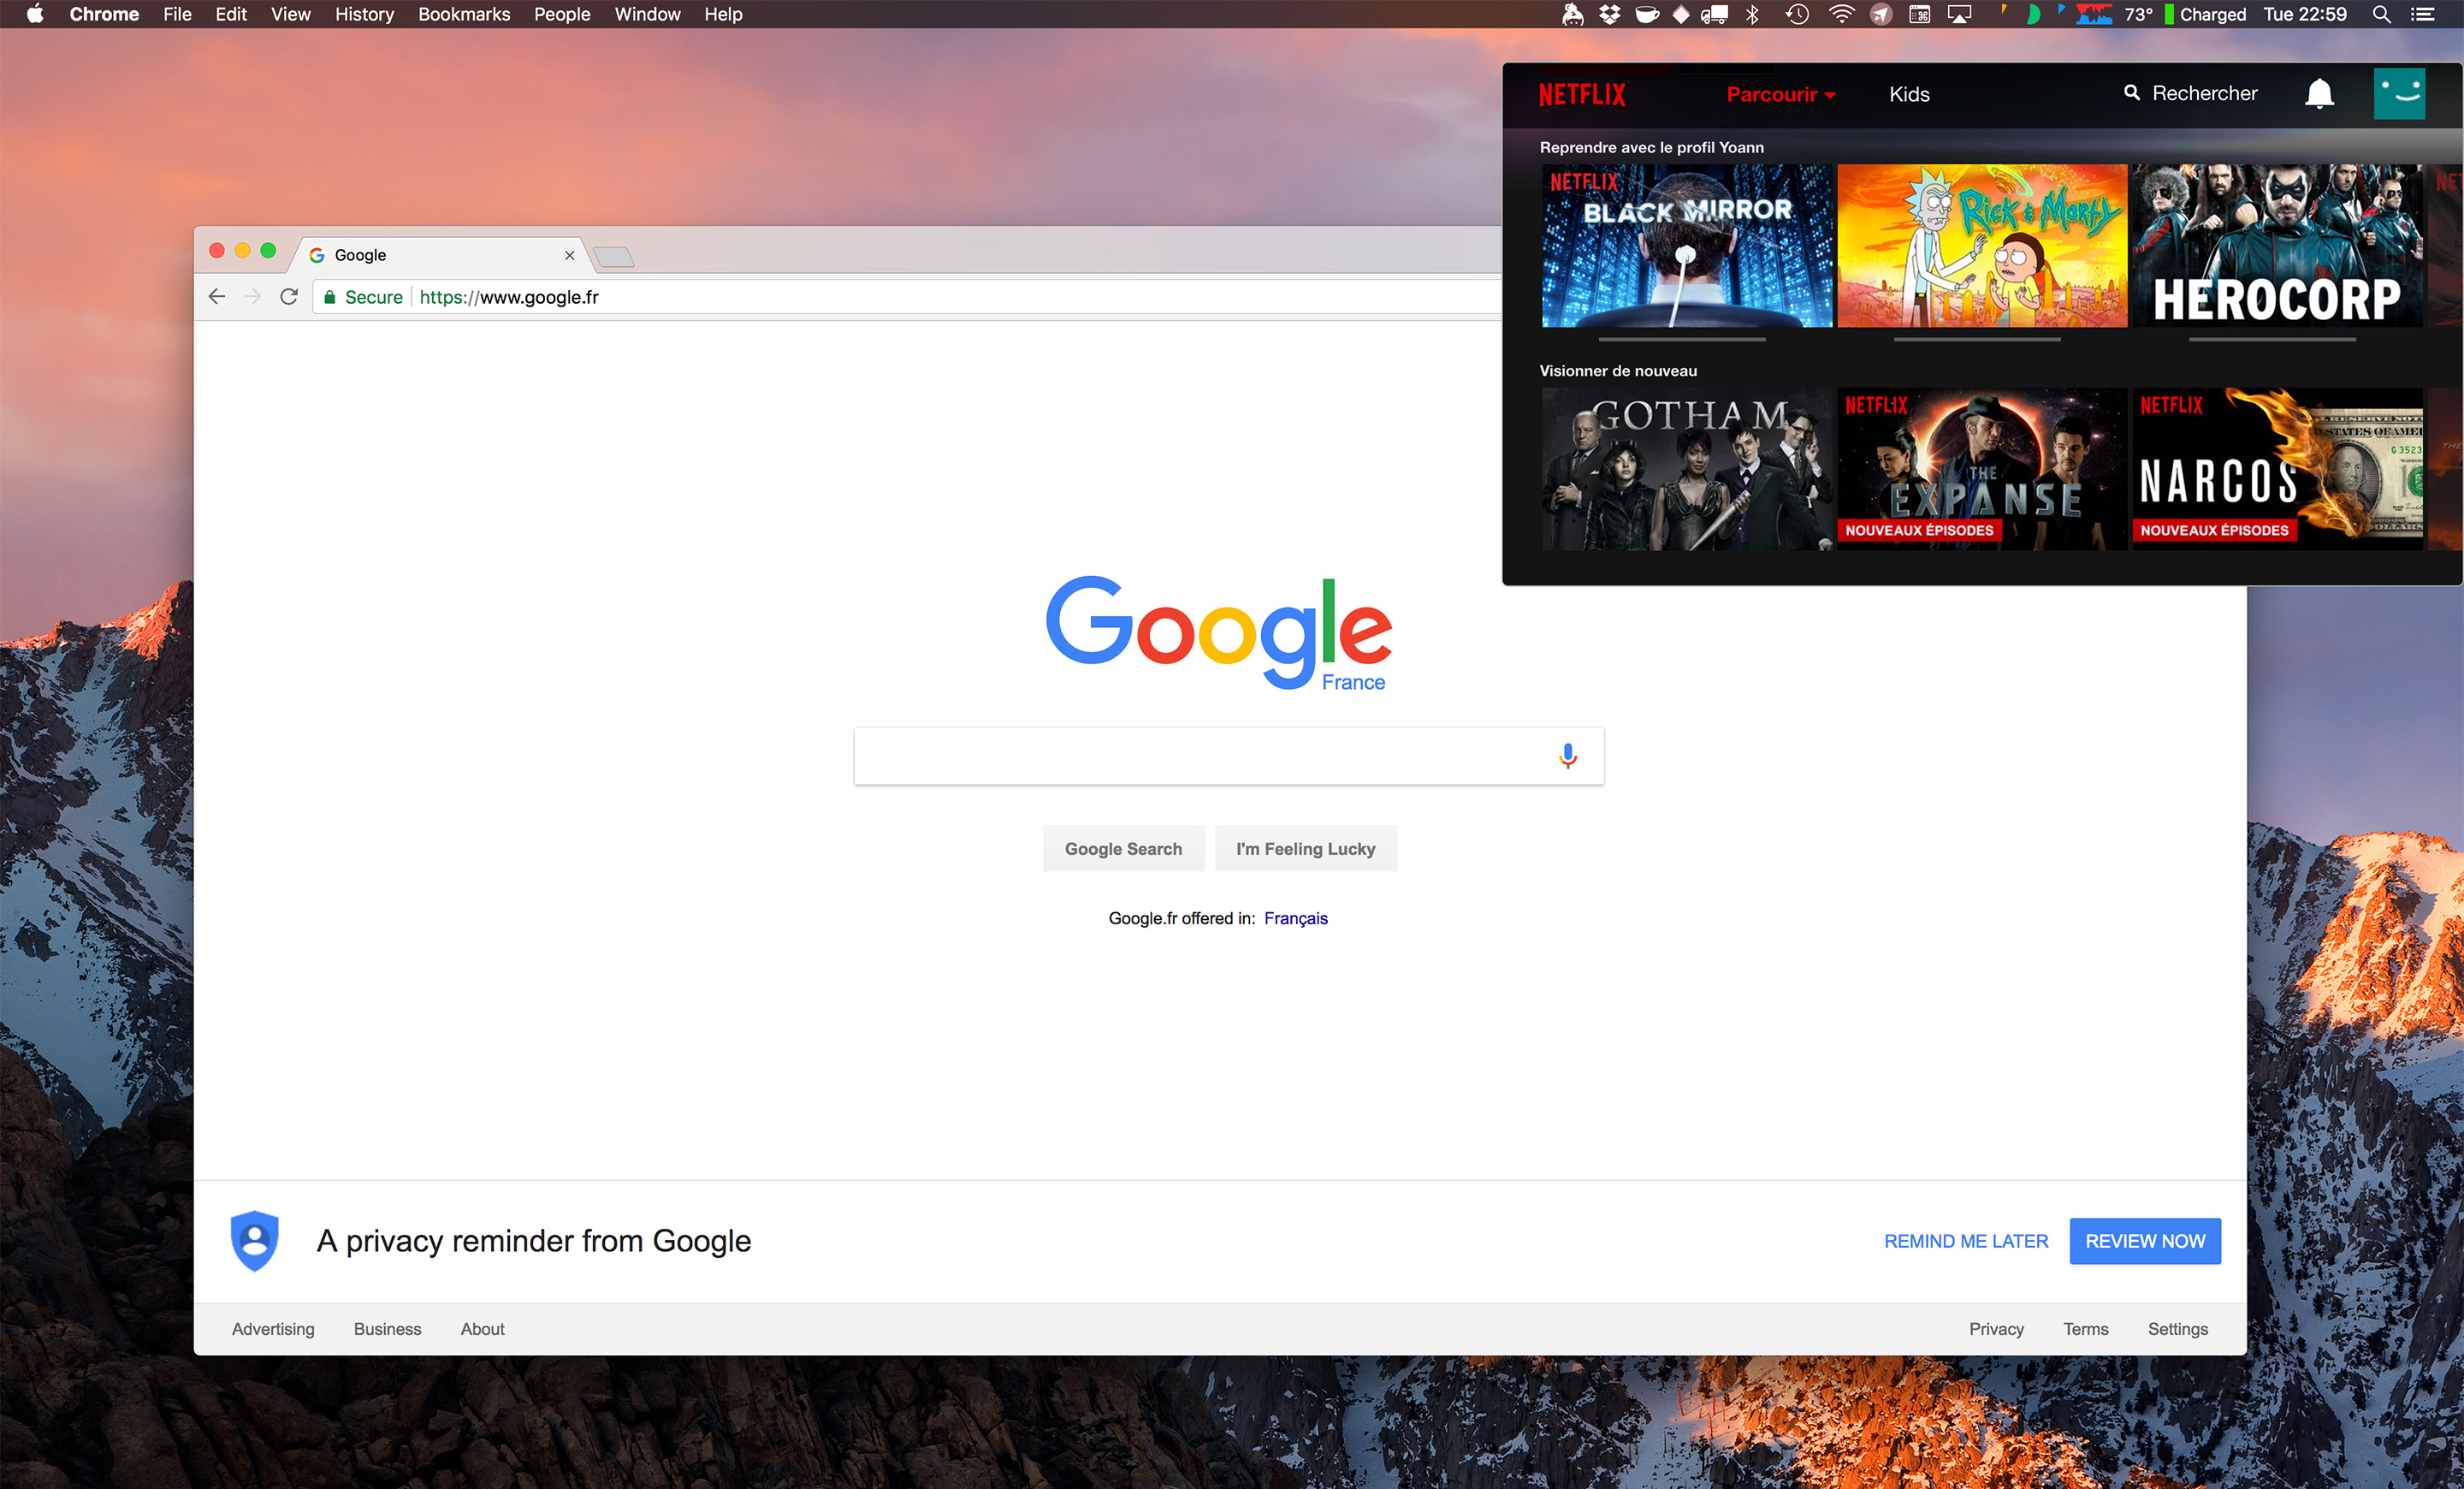 Chrome File Edit View History Bookmarks People Window Help 73° Charged Tue 22:59
NETFLIX Parcourir Kids Rechercher
Reprendre avec le profil Yoann
NETFLIX
BLACK MIRROR
Rick & Morty
HEROCORP
Visionner de nouveau
GOTHAM
NETFLIX
THE
EXPANSE
NOUVEAUX ÉPISODES
NETFLIX
NARCOS
NOUVEAUX ÉPISODES
Google
Secure https://www.google.fr
Google
France
Google Search I'm Feeling Lucky
Google.fr offered in: Français
A privacy reminder from Google REMIND ME LATER REVIEW NOW
Advertising Business About Privacy Terms Settings